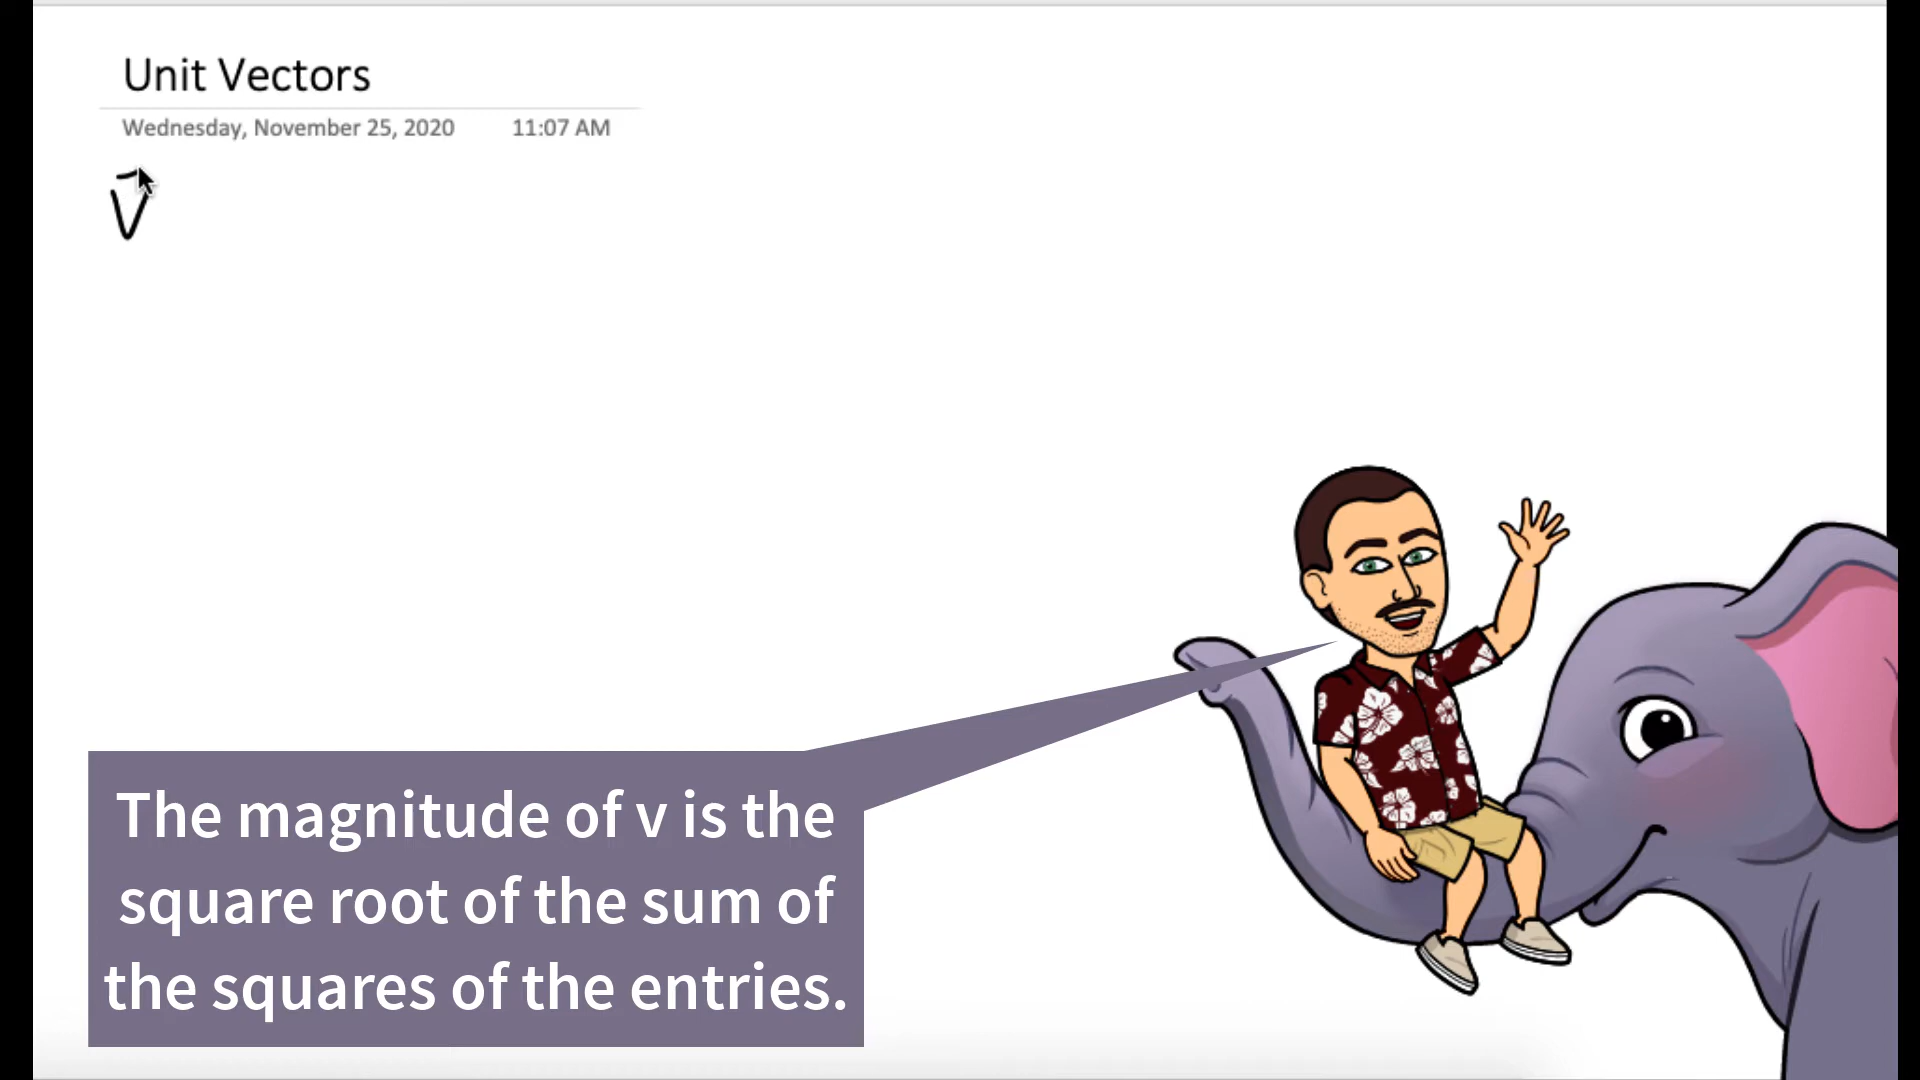 Unit Vectors
Wednesday, November 25, 2020 11:07 AM
v⃗
The magnitude of v is the
square root of the sum of
the squares of the entries.